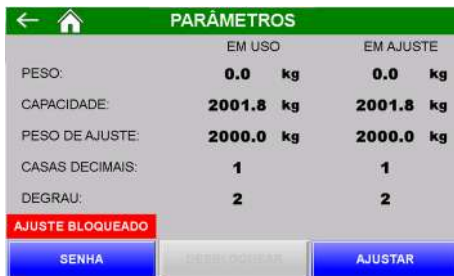 PARÂMETROS
EM USO EM AJUSTE
PESO: 0.0 kg 0.0 kg
CAPACIDADE: 2001.8 kg 2001.8 kg
PESO DE AJUSTE: 2000.0 kg 2000.0 kg
CASAS DECIMAIS: 1 1
DEGRAU: 2 2
AJUSTE BLOQUEADO
SENHA DESBLOQUEAR AJUSTAR